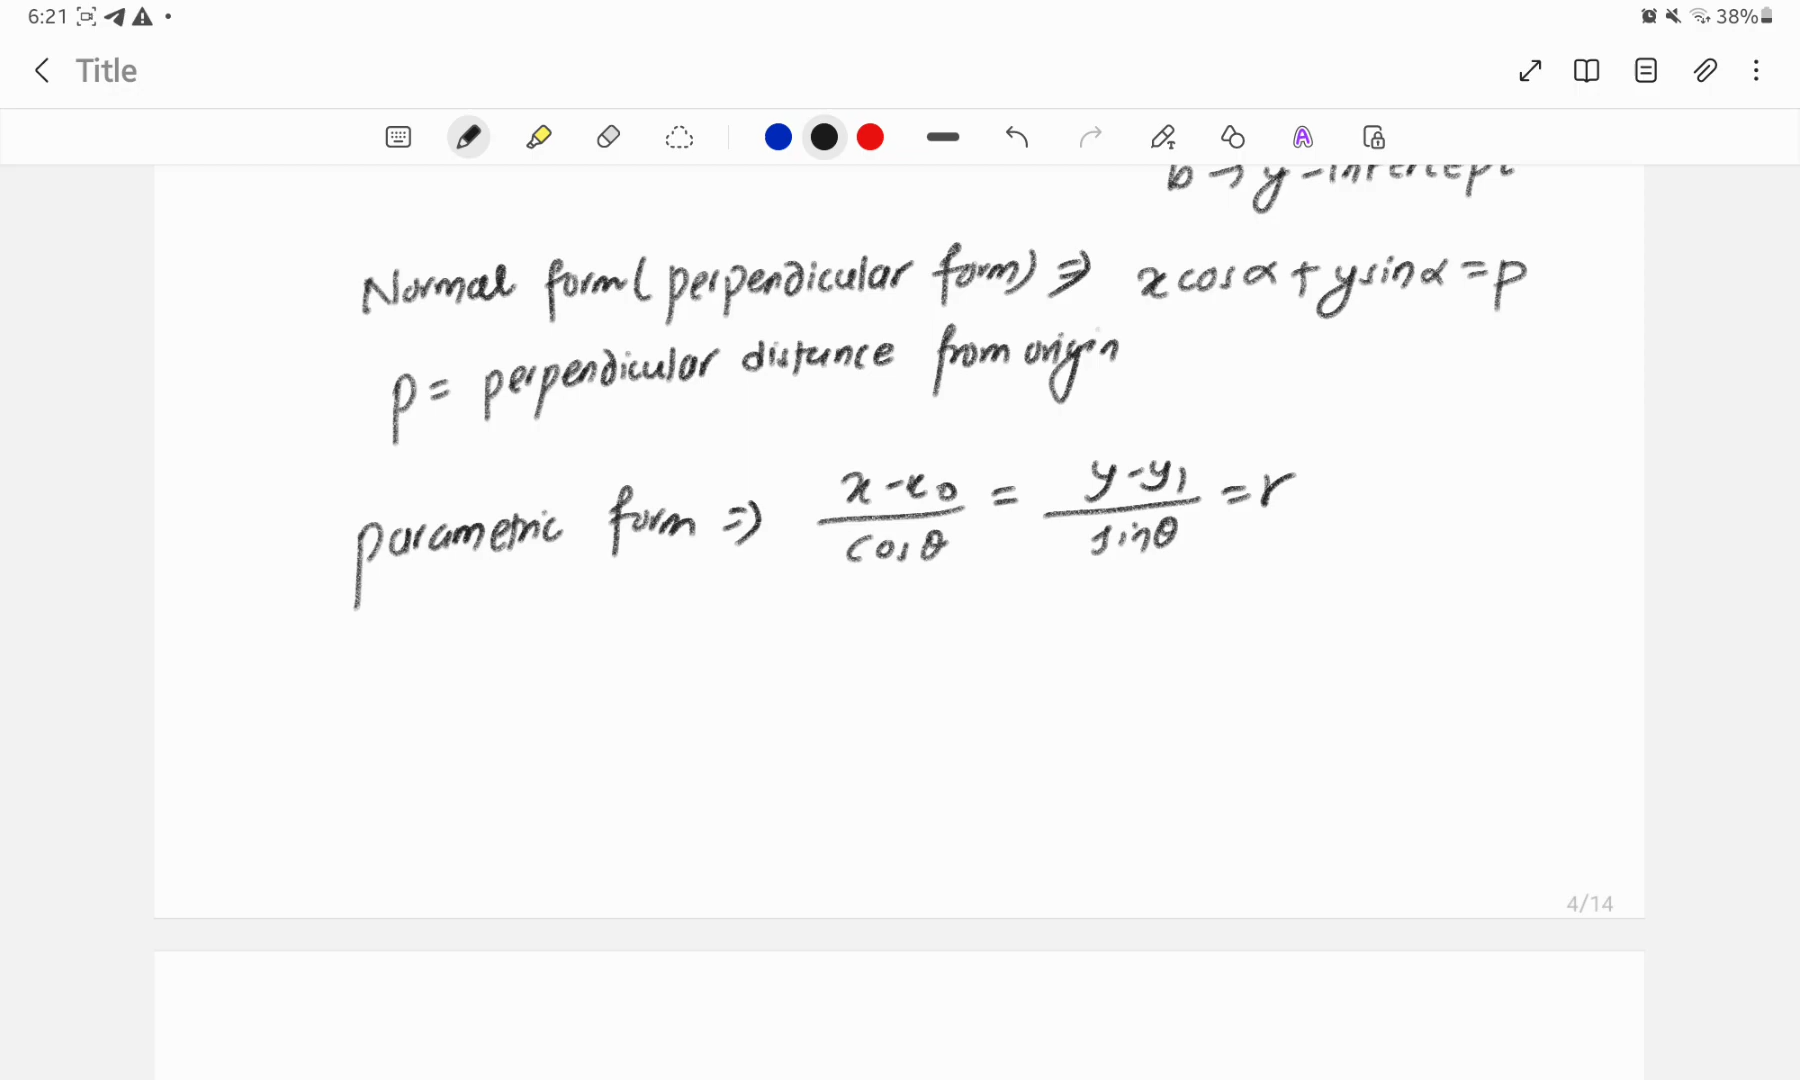 6:21 38%
Title
b → y-intercept
Normal form ( perpendicular form) ⇒ x cos α + y sin α = p
p = perpendicular distance from origin
parametric form ⇒ (x - x₀)/(cos θ) = (y - y₁)/(sin θ) = r
4/14